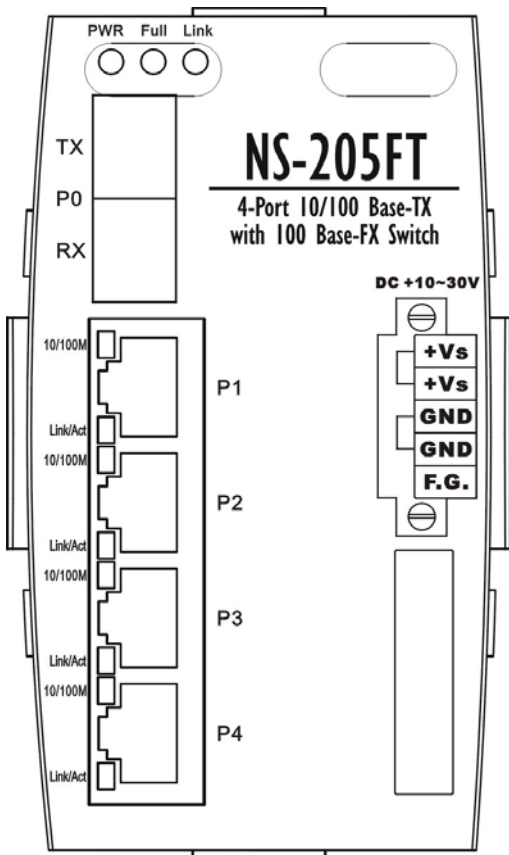 PWR Full Link
TX
P0
RX
NS-205FT
4-Port 10/100 Base-TX
with 100 Base-FX Switch
DC +10~30V
+Vs
+Vs
GND
GND
F.G.
10/100M
P1
Link/Act
10/100M
P2
Link/Act
10/100M
P3
Link/Act
10/100M
P4
Link/Act